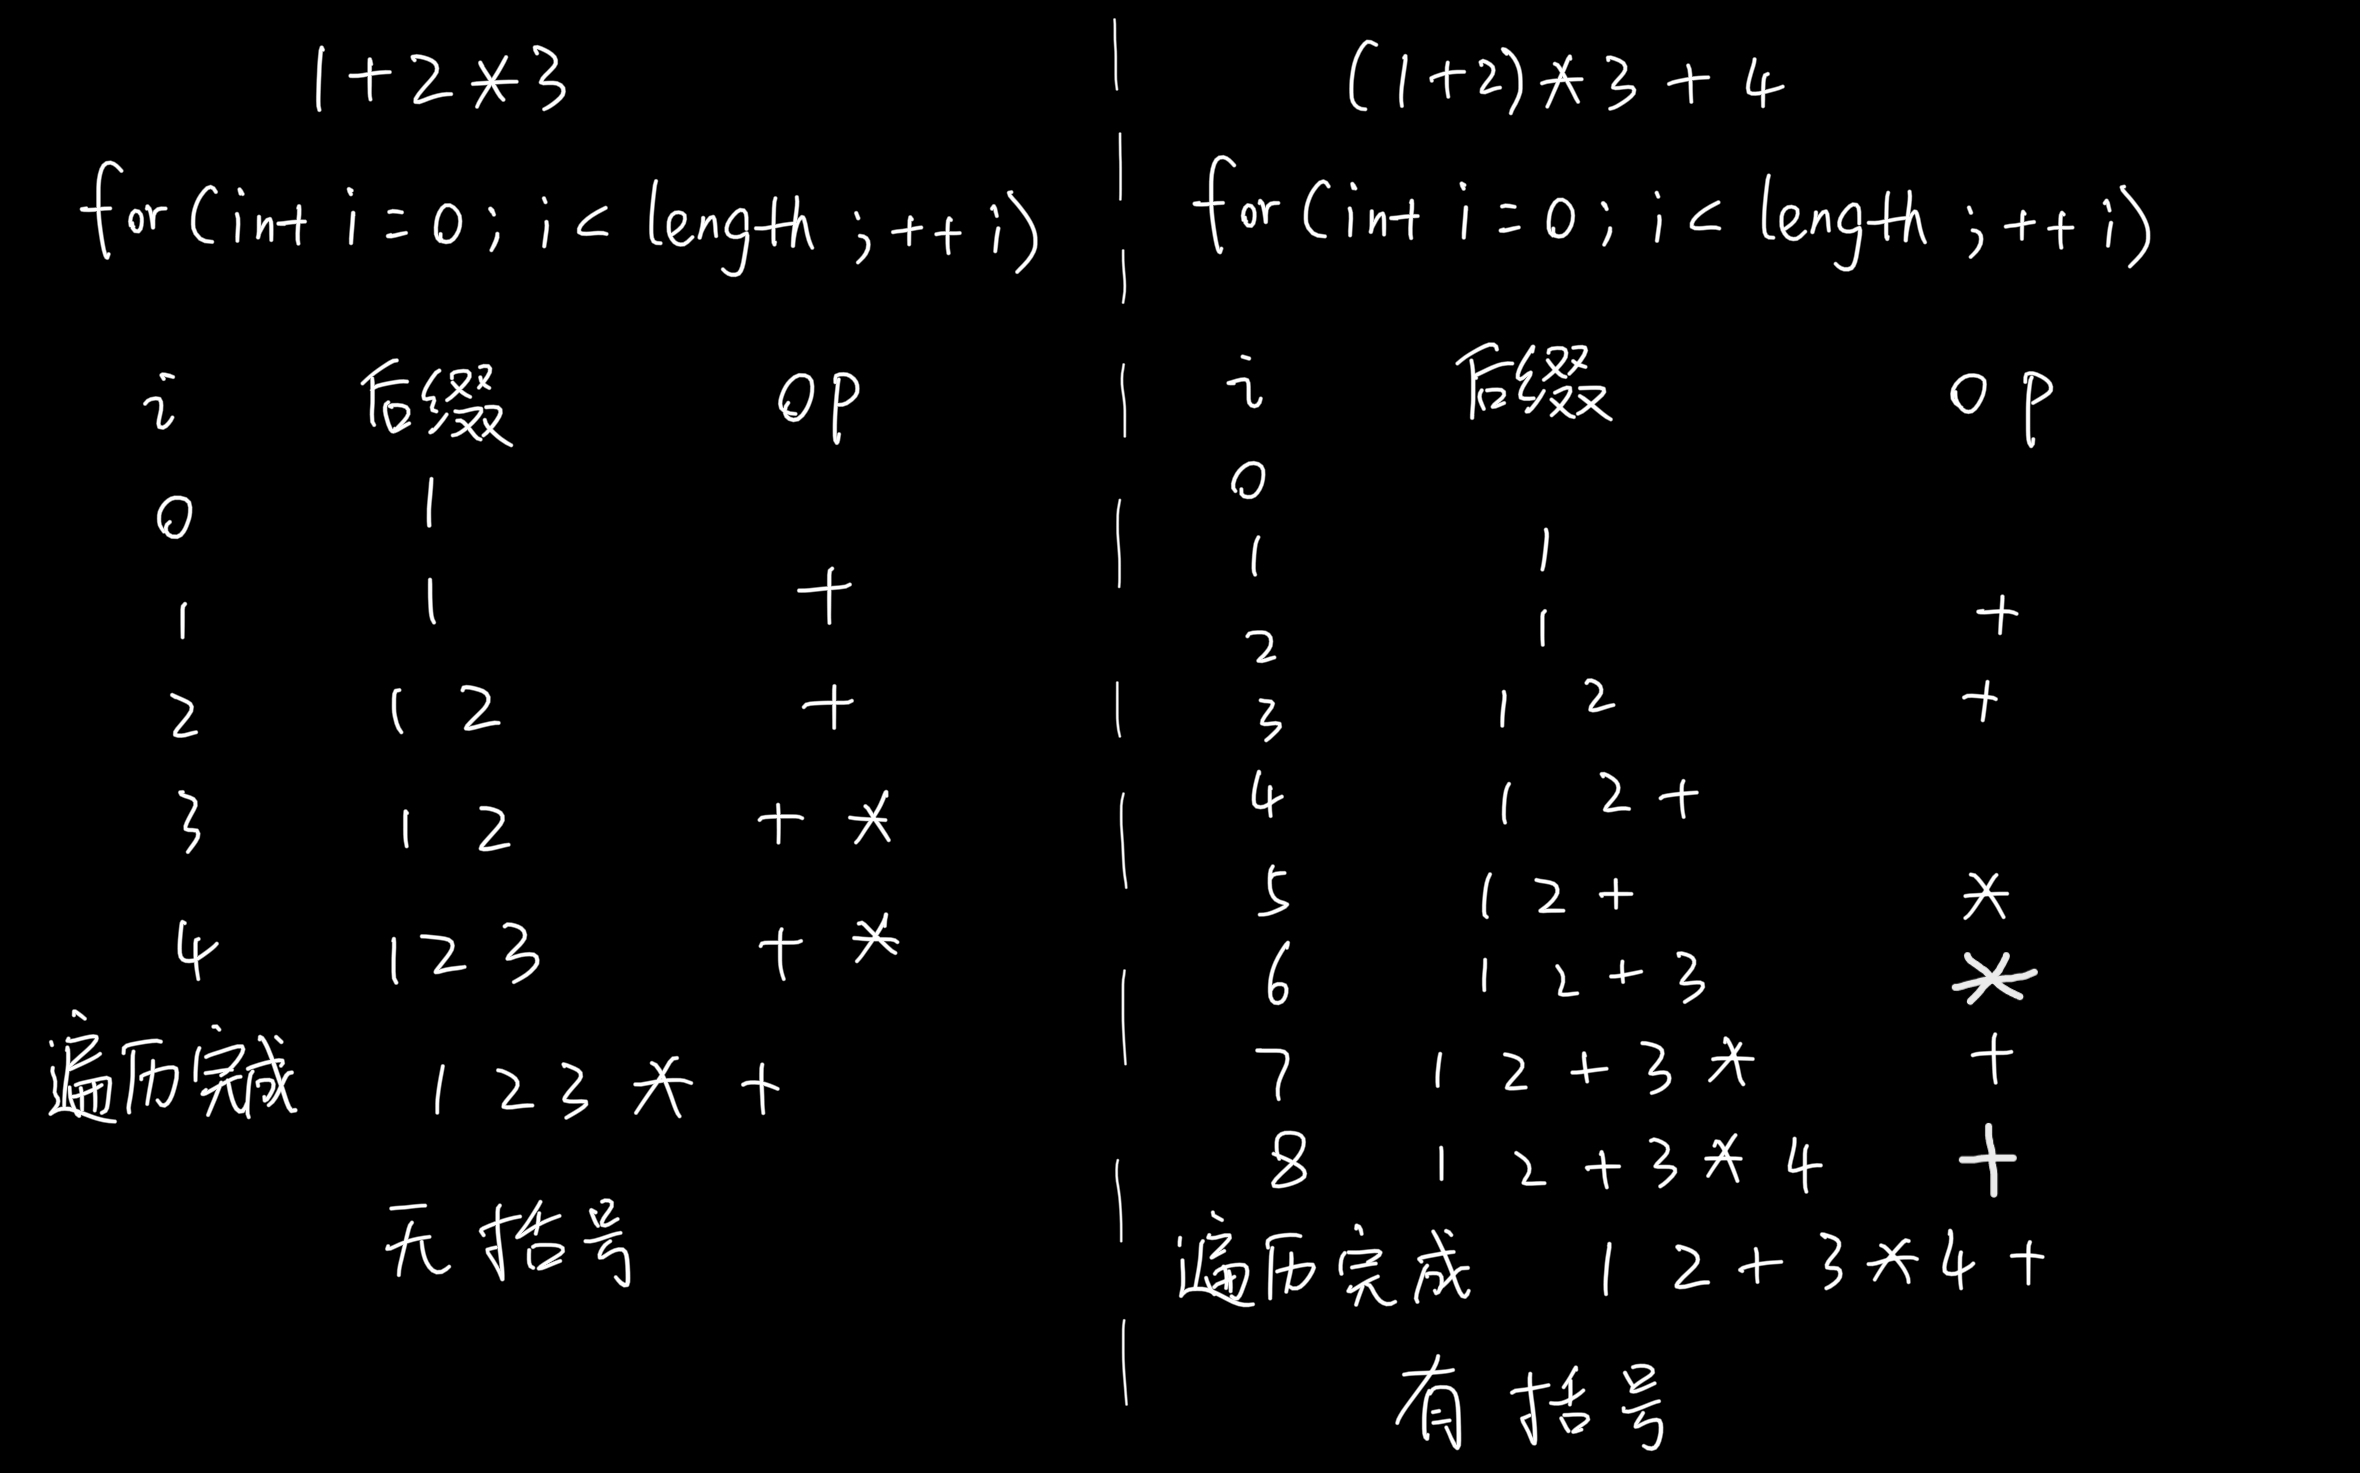 1+2*3
for(int i=0; i< length ;++i)
i 后缀 op
0 1
1 1 +
2 1 2 +
3 1 2 + *
4 1 2 3 + *
遍历完成 1 2 3 * +
无括号
(1+2)*3+4
for(int i=0; i< length ;++i)
i 后缀 op
0
1 1
2 1 +
3 1 2 +
4 1 2 +
5 1 2 + *
6 1 2 + 3 *
7 1 2 + 3 * +
8 1 2 + 3 * 4 +
遍历完成 1 2 + 3 * 4 +
有括号